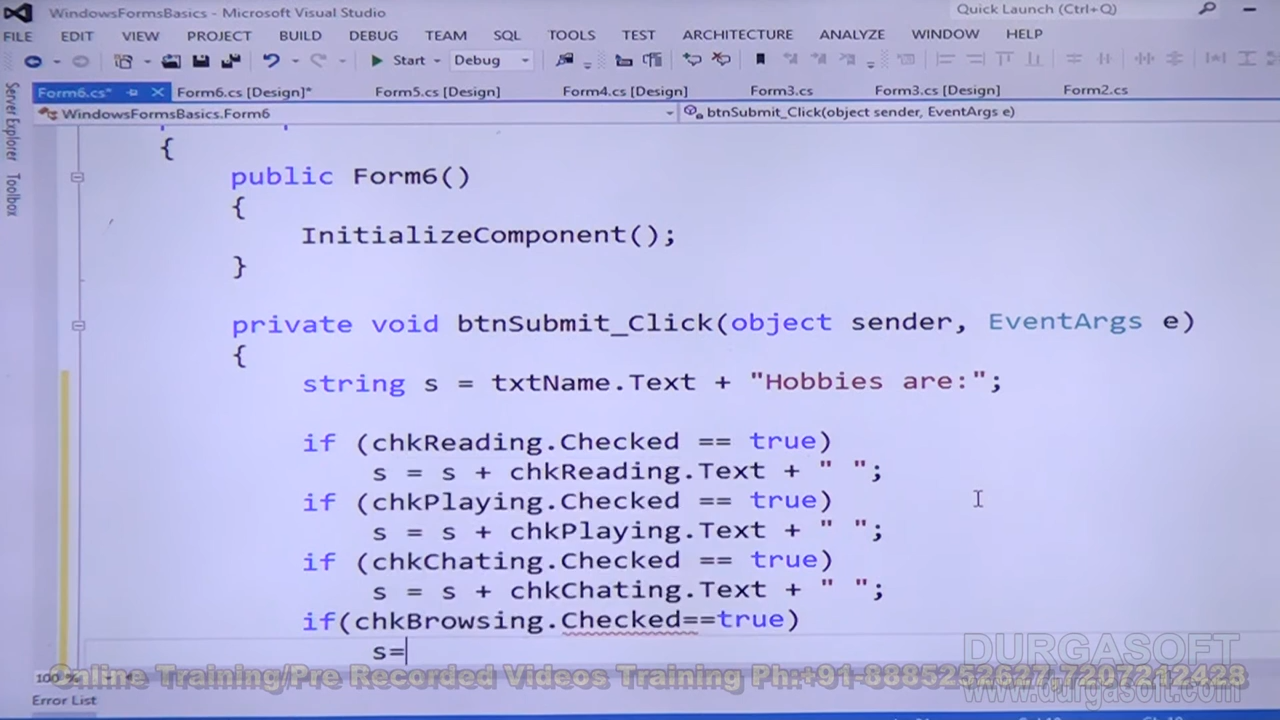 WindowsFormsBasics - Microsoft Visual Studio
Quick Launch (Ctrl+Q)
FILE EDIT VIEW PROJECT BUILD DEBUG TEAM SQL TOOLS TEST ARCHITECTURE ANALYZE WINDOW HELP
Start Debug
Form6.cs* Form6.cs [Design]* Form5.cs [Design] Form4.cs [Design] Form3.cs Form3.cs [Design] Form2.cs
WindowsFormsBasics.Form6 btnSubmit_Click(object sender, EventArgs e)
Server Explorer
Toolbox
{
public Form6()
{
InitializeComponent();
}
private void btnSubmit_Click(object sender, EventArgs e)
{
string s = txtName.Text + "Hobbies are:";
if (chkReading.Checked == true)
s = s + chkReading.Text + " ";
if (chkPlaying.Checked == true)
s = s + chkPlaying.Text + " ";
if (chkChating.Checked == true)
s = s + chkChating.Text + " ";
if(chkBrowsing.Checked==true)
s=
DURGASOFT
100 %
Online Training/Pre Recorded Videos Training Ph:+91-8885252627,7207212428
www.durgasoft.com
Error List